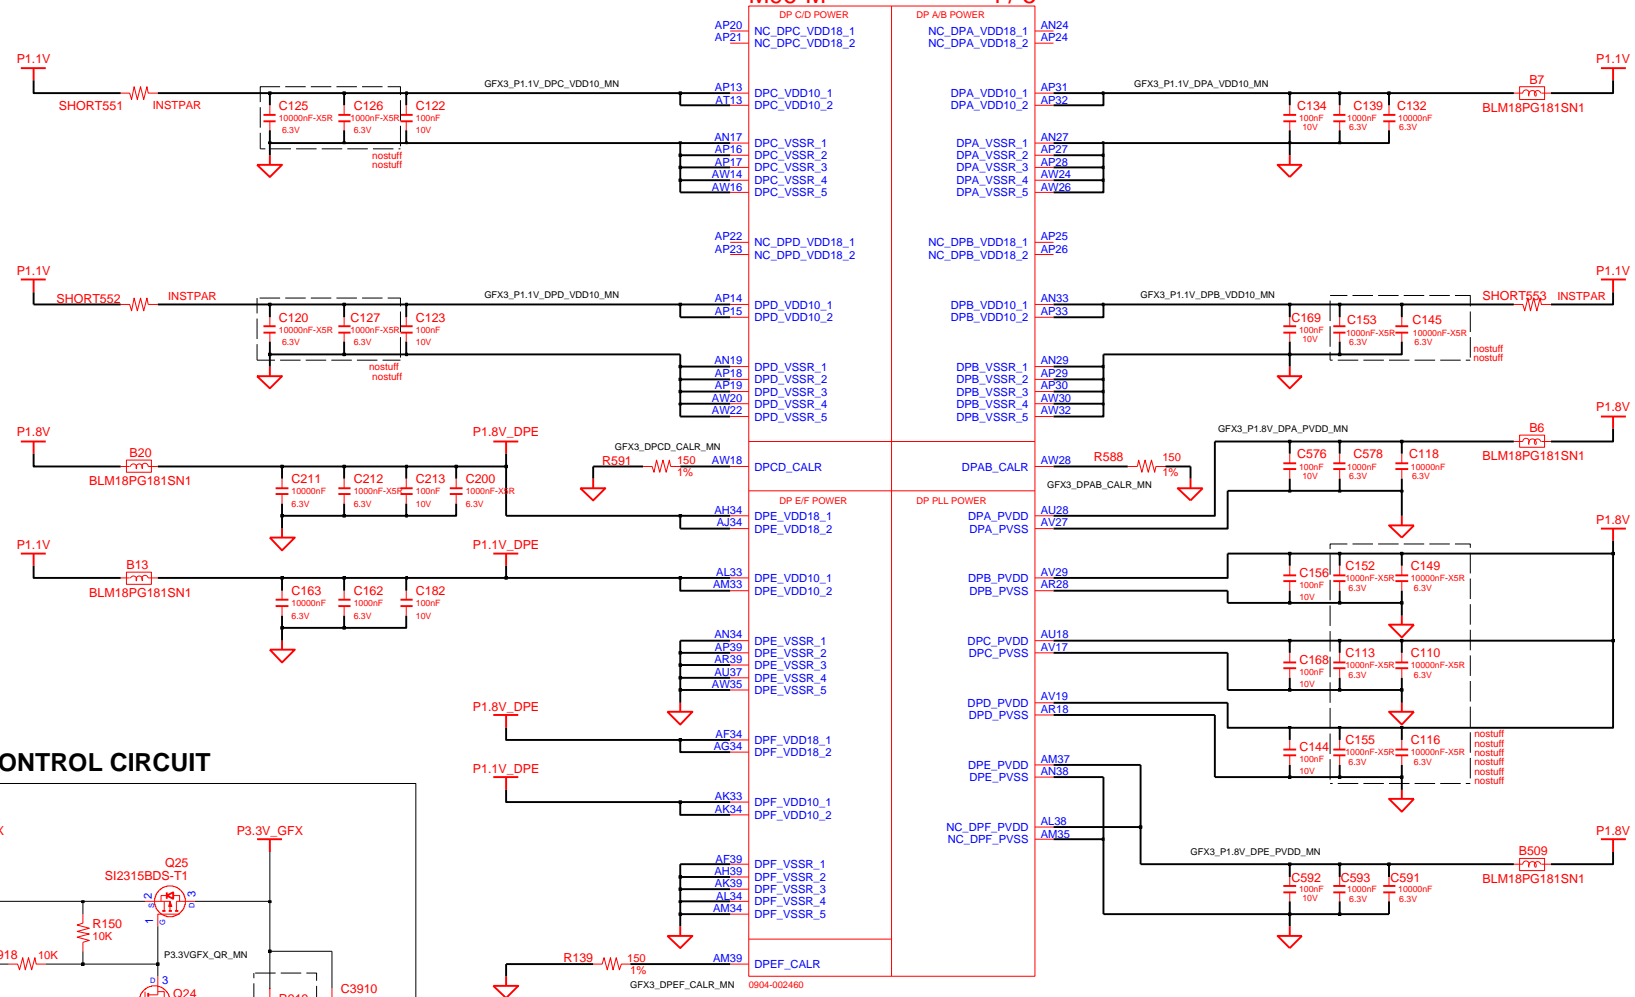 DP C/D POWER
DP A/B POWER
AP20 NC_DPC_VDD18_1
AP21 NC_DPC_VDD18_2
NC_DPA_VDD18_1 AN24
NC_DPA_VDD18_2 AP24
P1.1V
SHORT551 INSTPAR
C125 10000nF-X5R 6.3V
C126 1000nF-X5R 6.3V
C122 100nF 10V
nostuff
nostuff
GFX3_P1.1V_DPC_VDD10_MN
AP13 DPC_VDD10_1
AT13 DPC_VDD10_2
AN17 DPC_VSSR_1
AP16 DPC_VSSR_2
AP17 DPC_VSSR_3
AW14 DPC_VSSR_4
AW16 DPC_VSSR_5
DPA_VDD10_1 AP31
DPA_VDD10_2 AP32
DPA_VSSR_1 AN27
DPA_VSSR_2 AP27
DPA_VSSR_3 AP28
DPA_VSSR_4 AW24
DPA_VSSR_5 AW26
GFX3_P1.1V_DPA_VDD10_MN
C134 100nF 10V
C139 1000nF 6.3V
C132 10000nF 6.3V
B7
BLM18PG181SN1
P1.1V
AP22 NC_DPD_VDD18_1
AP23 NC_DPD_VDD18_2
NC_DPB_VDD18_1 AP25
NC_DPB_VDD18_2 AP26
P1.1V
SHORT552 INSTPAR
C120 10000nF-X5R 6.3V
C127 1000nF-X5R 6.3V
C123 100nF 10V
nostuff
nostuff
GFX3_P1.1V_DPD_VDD10_MN
AP14 DPD_VDD10_1
AP15 DPD_VDD10_2
AN19 DPD_VSSR_1
AP18 DPD_VSSR_2
AP19 DPD_VSSR_3
AW20 DPD_VSSR_4
AW22 DPD_VSSR_5
DPB_VDD10_1 AN33
DPB_VDD10_2 AP33
DPB_VSSR_1 AN29
DPB_VSSR_2 AP29
DPB_VSSR_3 AP30
DPB_VSSR_4 AW30
DPB_VSSR_5 AW32
GFX3_P1.1V_DPB_VDD10_MN
C169 100nF 10V
C153 1000nF-X5R 6.3V
C145 10000nF-X5R 6.3V
nostuff
nostuff
SHORT553 INSTPAR
P1.1V
P1.8V
B20
BLM18PG181SN1
C211 10000nF 6.3V
C212 1000nF-X5R 6.3V
C213 100nF 10V
C200 1000nF-X5R 6.3V
P1.8V_DPE
GFX3_DPCD_CALR_MN
R591 150 1%
AW18 DPCD_CALR
DPAB_CALR AW28
R588 150 1%
GFX3_DPAB_CALR_MN
GFX3_P1.8V_DPA_PVDD_MN
C576 100nF 10V
C578 1000nF 6.3V
C118 10000nF 6.3V
B6
BLM18PG181SN1
P1.8V
DP E/F POWER
DP PLL POWER
AH34 DPE_VDD18_1
AJ34 DPE_VDD18_2
DPA_PVDD AU28
DPA_PVSS AV27
P1.1V
B13
BLM18PG181SN1
C163 10000nF 6.3V
C162 1000nF 6.3V
C182 100nF 10V
P1.1V_DPE
AL33 DPE_VDD10_1
AM33 DPE_VDD10_2
DPB_PVDD AV29
DPB_PVSS AR28
C156 100nF 10V
C152 1000nF-X5R 6.3V
C149 10000nF-X5R 6.3V
P1.8V
AN34 DPE_VSSR_1
AP39 DPE_VSSR_2
AR39 DPE_VSSR_3
AU37 DPE_VSSR_4
AW35 DPE_VSSR_5
DPC_PVDD AU18
DPC_PVSS AV17
C168 100nF 10V
C113 1000nF-X5R 6.3V
C110 10000nF-X5R 6.3V
DPD_PVDD AV19
DPD_PVSS AR18
C144 100nF 10V
C155 1000nF-X5R 6.3V
C116 10000nF-X5R 6.3V
nostuff
nostuff
nostuff
nostuff
nostuff
nostuff
P1.8V_DPE
AF34 DPF_VDD18_1
AG34 DPF_VDD18_2
DPE_PVDD AM37
DPE_PVSS AN38
P1.1V_DPE
AK33 DPF_VDD10_1
AK34 DPF_VDD10_2
NC_DPF_PVDD AL38
NC_DPF_PVSS AM35
AF39 DPF_VSSR_1
AH39 DPF_VSSR_2
AK39 DPF_VSSR_3
AL34 DPF_VSSR_4
AM34 DPF_VSSR_5
GFX3_P1.8V_DPE_PVDD_MN
C592 100nF 10V
C593 1000nF 6.3V
C591 10000nF 6.3V
B509
BLM18PG181SN1
P1.8V
R139 150 1%
AM39 DPEF_CALR
GFX3_DPEF_CALR_MN
0904-002460
ONTROL CIRCUIT
P3.3V_GFX
Q25
SI2315BDS-T1
S 2
D 3
1 G
R150
10K
918 10K
P3.3VGFX_QR_MN
D 3
Q24
C3910